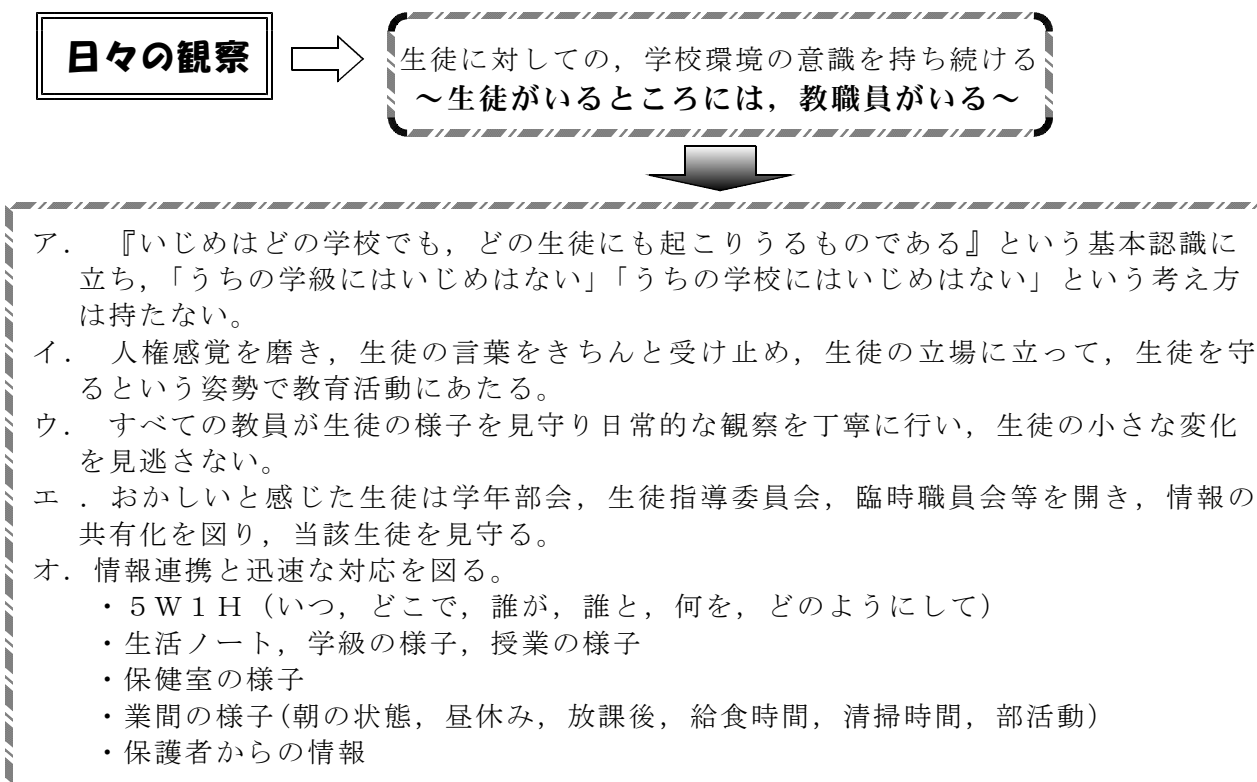 日々の観察
生徒に対しての，学校環境の意識を持ち続ける
～生徒がいるところには，教職員がいる～
ア． 『いじめはどの学校でも，どの生徒にも起こりうるものである』という基本認識に
立ち，「うちの学級にはいじめはない」「うちの学校にはいじめはない」という考え方
は持たない。
イ． 人権感覚を磨き，生徒の言葉をきちんと受け止め，生徒の立場に立って，生徒を守
るという姿勢で教育活動にあたる。
ウ． すべての教員が生徒の様子を見守り日常的な観察を丁寧に行い，生徒の小さな変化
を見逃さない。
エ ．おかしいと感じた生徒は学年部会，生徒指導委員会，臨時職員会等を開き，情報の
共有化を図り，当該生徒を見守る。
オ．情報連携と迅速な対応を図る。
・５Ｗ１Ｈ（いつ，どこで，誰が，誰と，何を，どのようにして）
・生活ノート，学級の様子，授業の様子
・保健室の様子
・業間の様子(朝の状態，昼休み，放課後，給食時間，清掃時間，部活動)
・保護者からの情報